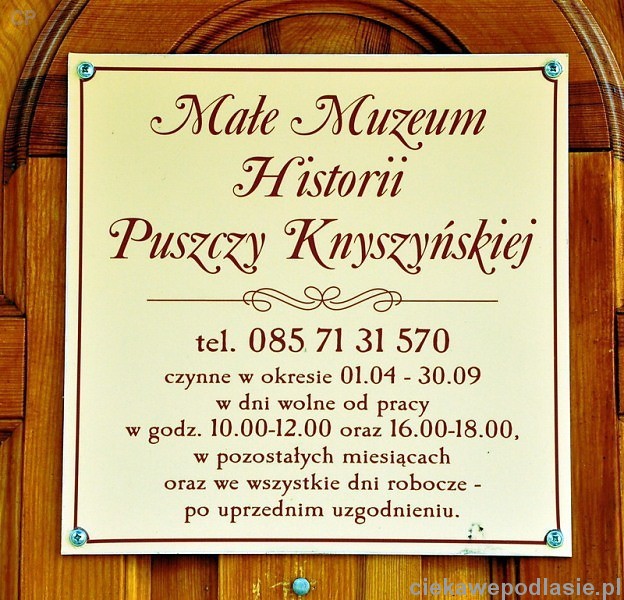 Małe Muzeum
Historii
Puszczy Knyszyńskiej
tel. 085 71 31 570
czynne w okresie 01.04 - 30.09
w dni wolne od pracy
w godz. 10.00-12.00 oraz 16.00-18.00,
w pozostałych miesiącach
oraz we wszystkie dni robocze -
po uprzednim uzgodnieniu.
ciekawepodlasie.pl
CP